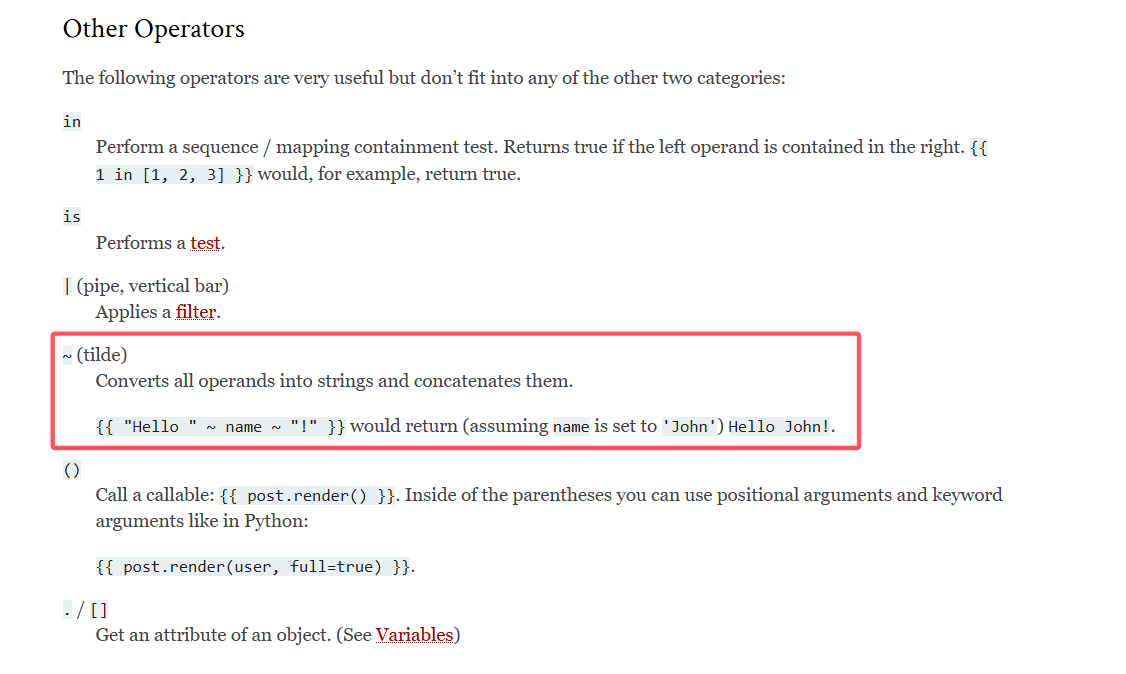 Other Operators
The following operators are very useful but don’t fit into any of the other two categories:
in
Perform a sequence / mapping containment test. Returns true if the left operand is contained in the right. {{
1 in [1, 2, 3] }} would, for example, return true.
is
Performs a test.
| (pipe, vertical bar)
Applies a filter.
~ (tilde)
Converts all operands into strings and concatenates them.
{{ "Hello " ~ name ~ "!" }} would return (assuming name is set to 'John') Hello John!.
()
Call a callable: {{ post.render() }}. Inside of the parentheses you can use positional arguments and keyword
arguments like in Python:
{{ post.render(user, full=true) }}.
. / []
Get an attribute of an object. (See Variables)